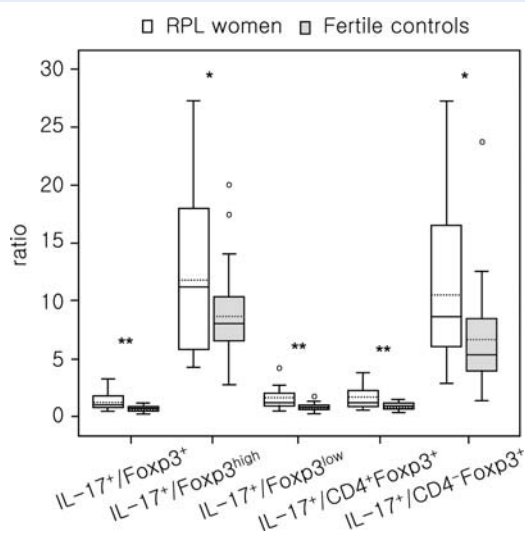 RPL women Fertile controls
30
25
20
15
10
5
0
ratio
*
*
**
**
**
IL-17⁺/Foxp3⁺
IL-17⁺/Foxp3ʰⁱᵍʰ
IL-17⁺/Foxp3ˡᵒʷ
IL-17⁺/CD4⁺Foxp3⁺
IL-17⁺/CD4⁻Foxp3⁺